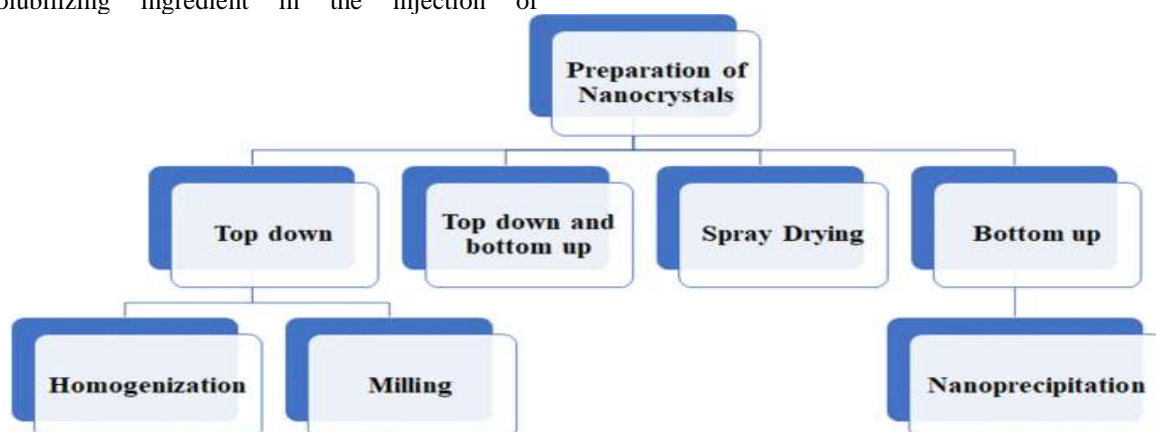 solubilizing ingredient in the injection of
Preparation of
Nanocrystals
Top down
Top down and
bottom up
Spray Drying
Bottom up
Homogenization
Milling
Nanoprecipitation